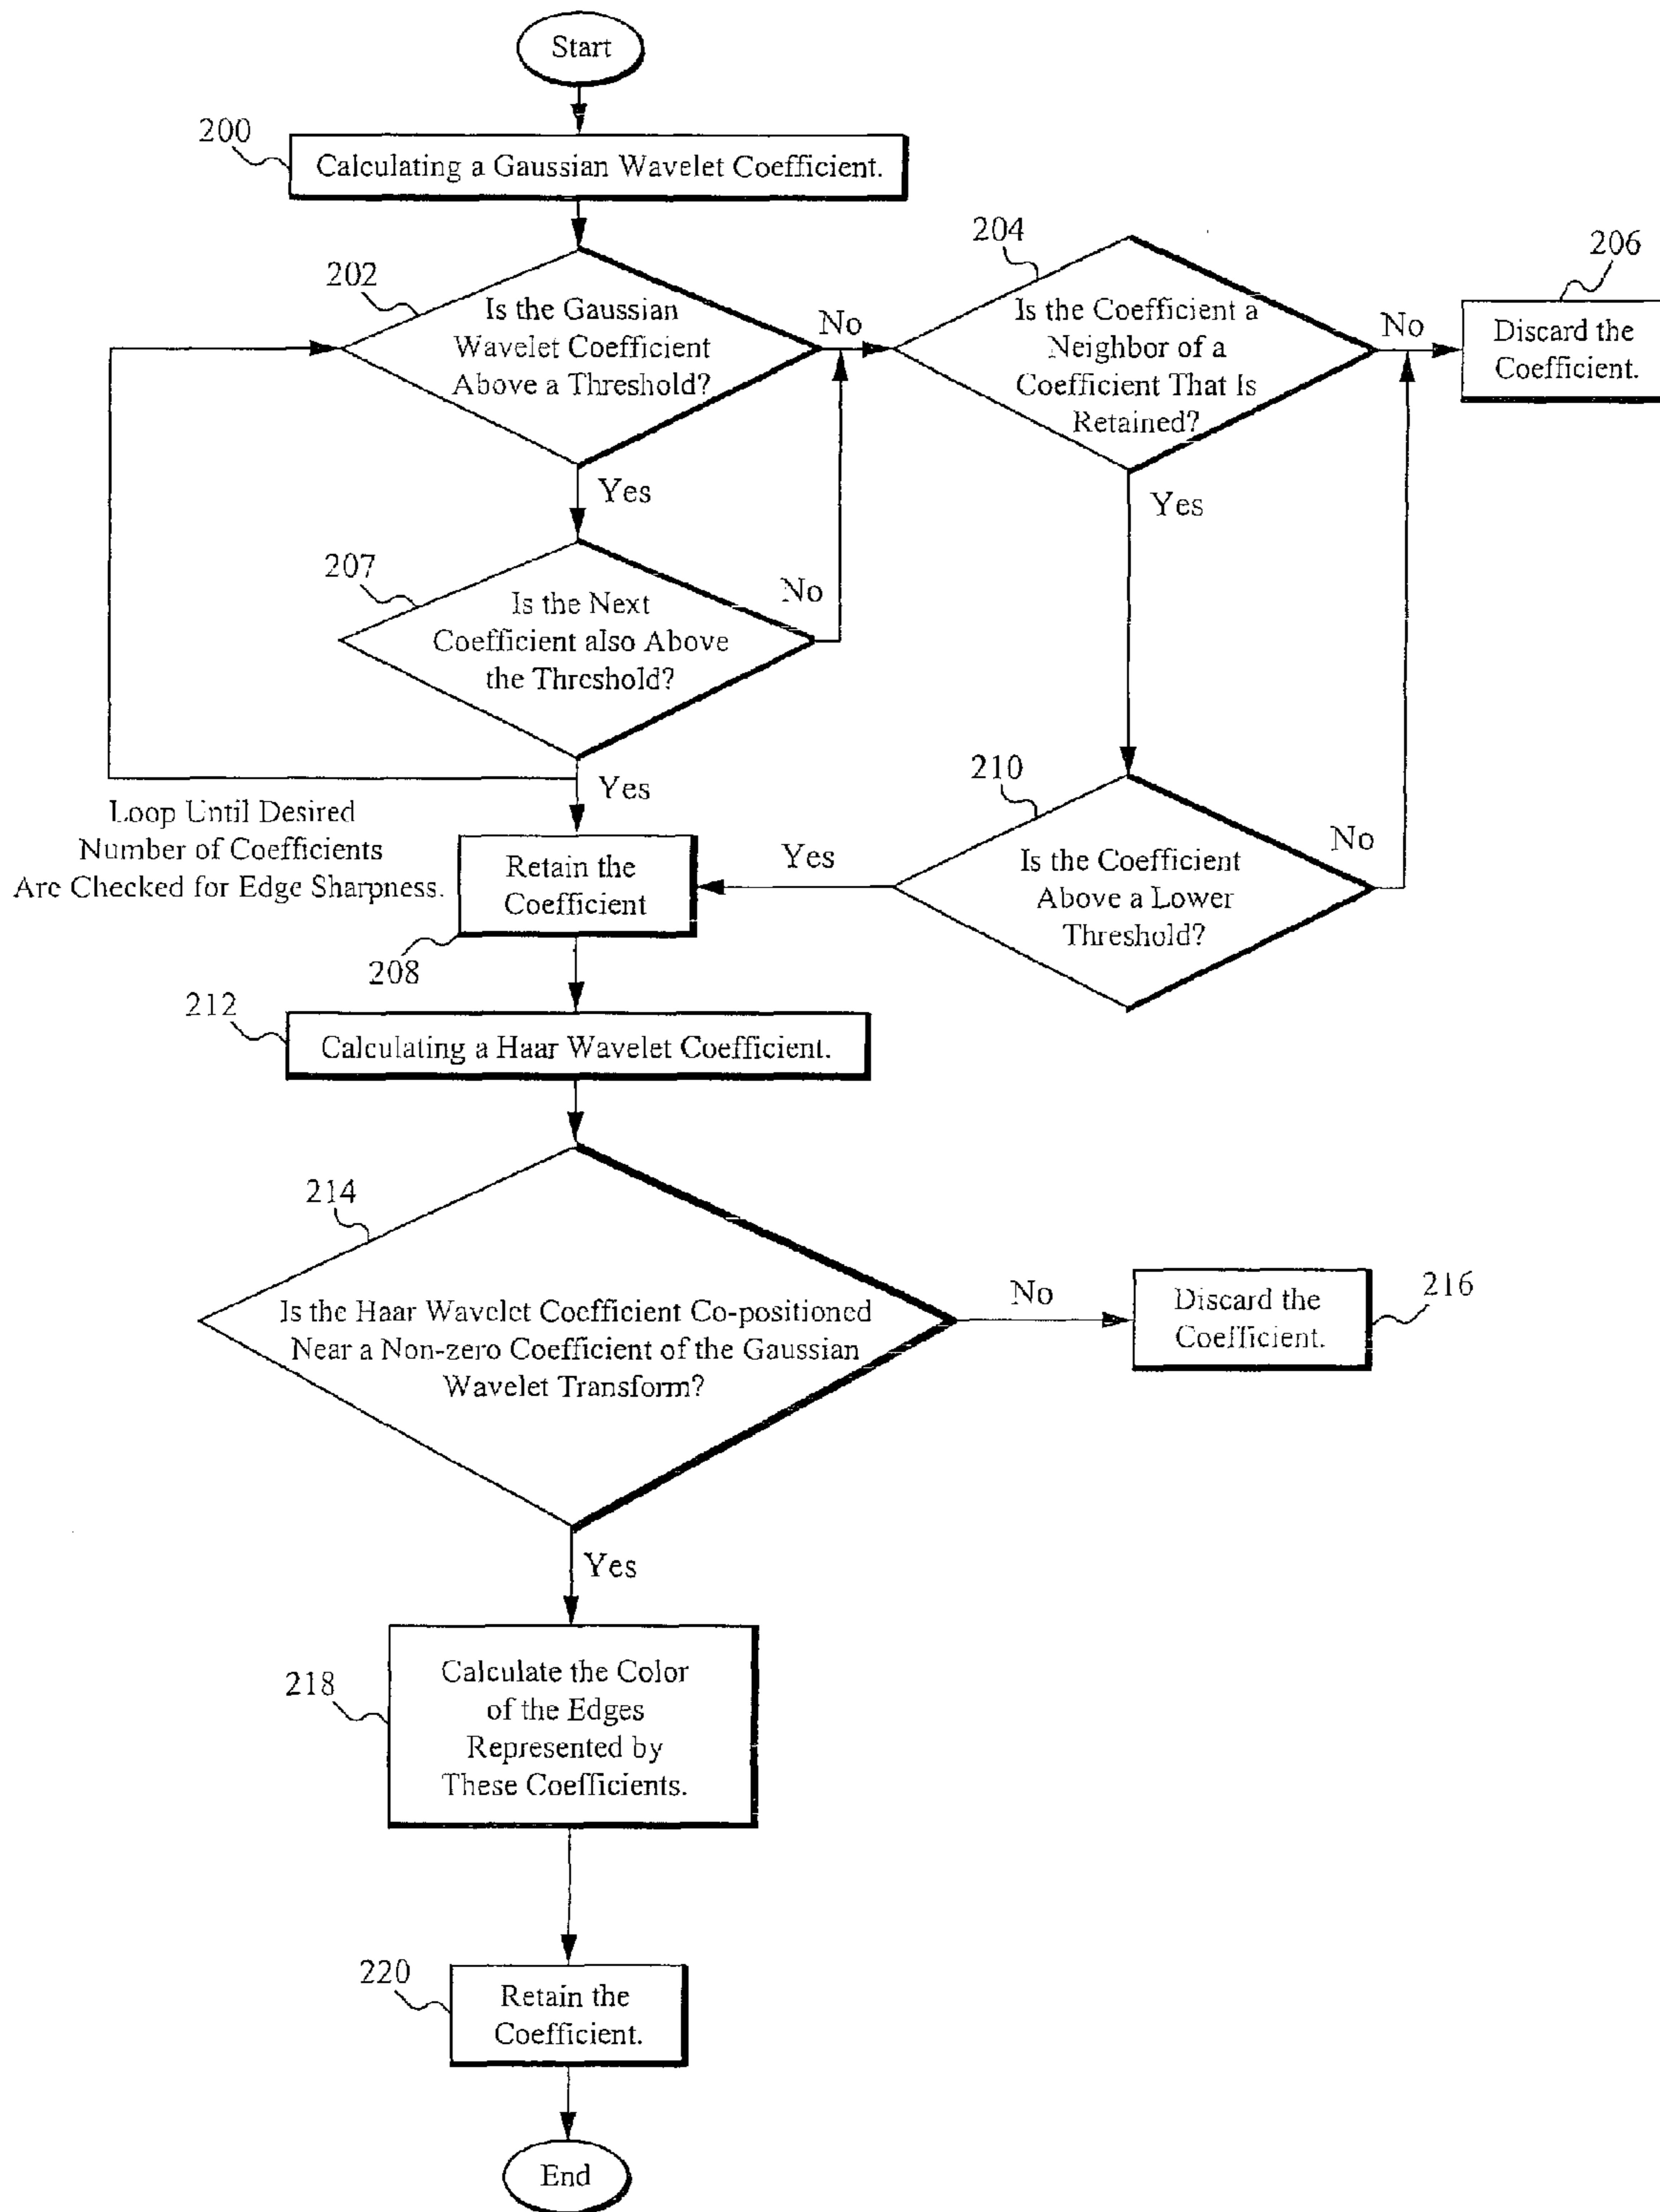 Start
200
Calculating a Gaussian Wavelet Coefficient.
202
Is the Gaussian
Wavelet Coefficient
Above a Threshold?
No
204
Is the Coefficient a
Neighbor of a
Coefficient That Is
Retained?
No
206
Discard the
Coefficient.
Yes
Yes
207
Is the Next
Coefficient also Above
the Threshold?
No
Yes
Loop Until Desired
Number of Coefficients
Are Checked for Edge Sharpness.
Retain the
Coefficient
208
Yes
210
Is the Coefficient
Above a Lower
Threshold?
No
212
Calculating a Haar Wavelet Coefficient.
214
Is the Haar Wavelet Coefficient Co-positioned
Near a Non-zero Coefficient of the Gaussian
Wavelet Transform?
No
Discard the
Coefficient.
216
Yes
218
Calculate the Color
of the Edges
Represented by
These Coefficients.
220
Retain the
Coefficient.
End